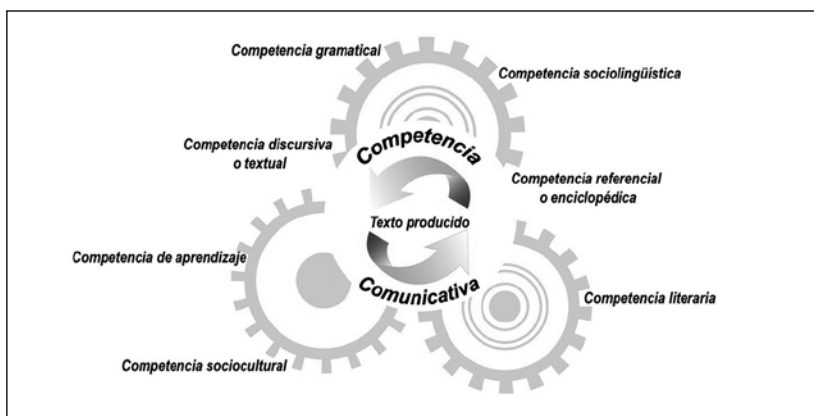 Competencia gramatical
Competencia sociolingüística
Competencia discursiva
o textual
Competencia
Competencia referencial
o enciclopédica
Texto producido
Competencia de aprendizaje
Comunicativa
Competencia literaria
Competencia sociocultural